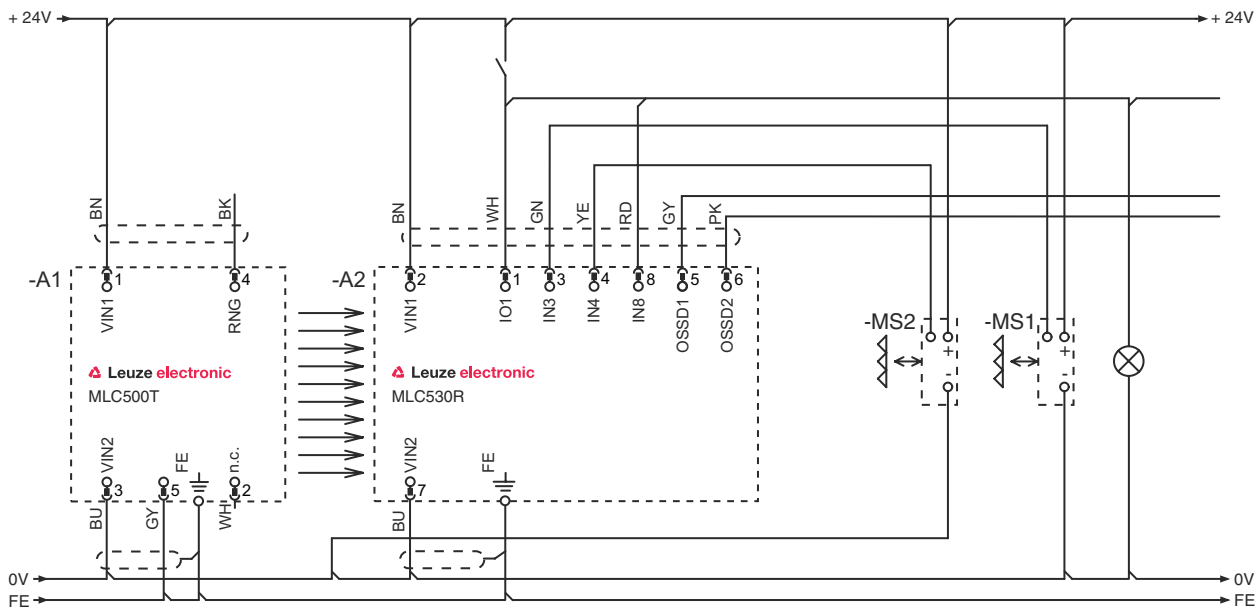 + 24V
+ 24V
BN
BK
BN
WH
GN
YE
RD
GY
PK
-A1
1
4
-A2
2
1
3
4
8
5
6
VIN1
RNG
VIN1
IO1
IN3
IN4
IN8
OSSD1
OSSD2
-MS2
-MS1
+
-
+
-
Leuze electronic
MLC500T
Leuze electronic
MLC530R
VIN2
FE
n.c.
VIN2
FE
3
5
2
7
BU
GY
WH
BU
0V
0V
FE
FE